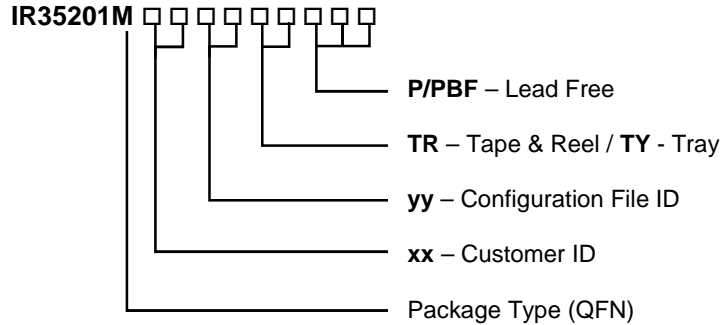 IR35201M □ □ □ □ □ □ □ □ □
P/PBF – Lead Free
TR – Tape & Reel / TY - Tray
yy – Configuration File ID
xx – Customer ID
Package Type (QFN)